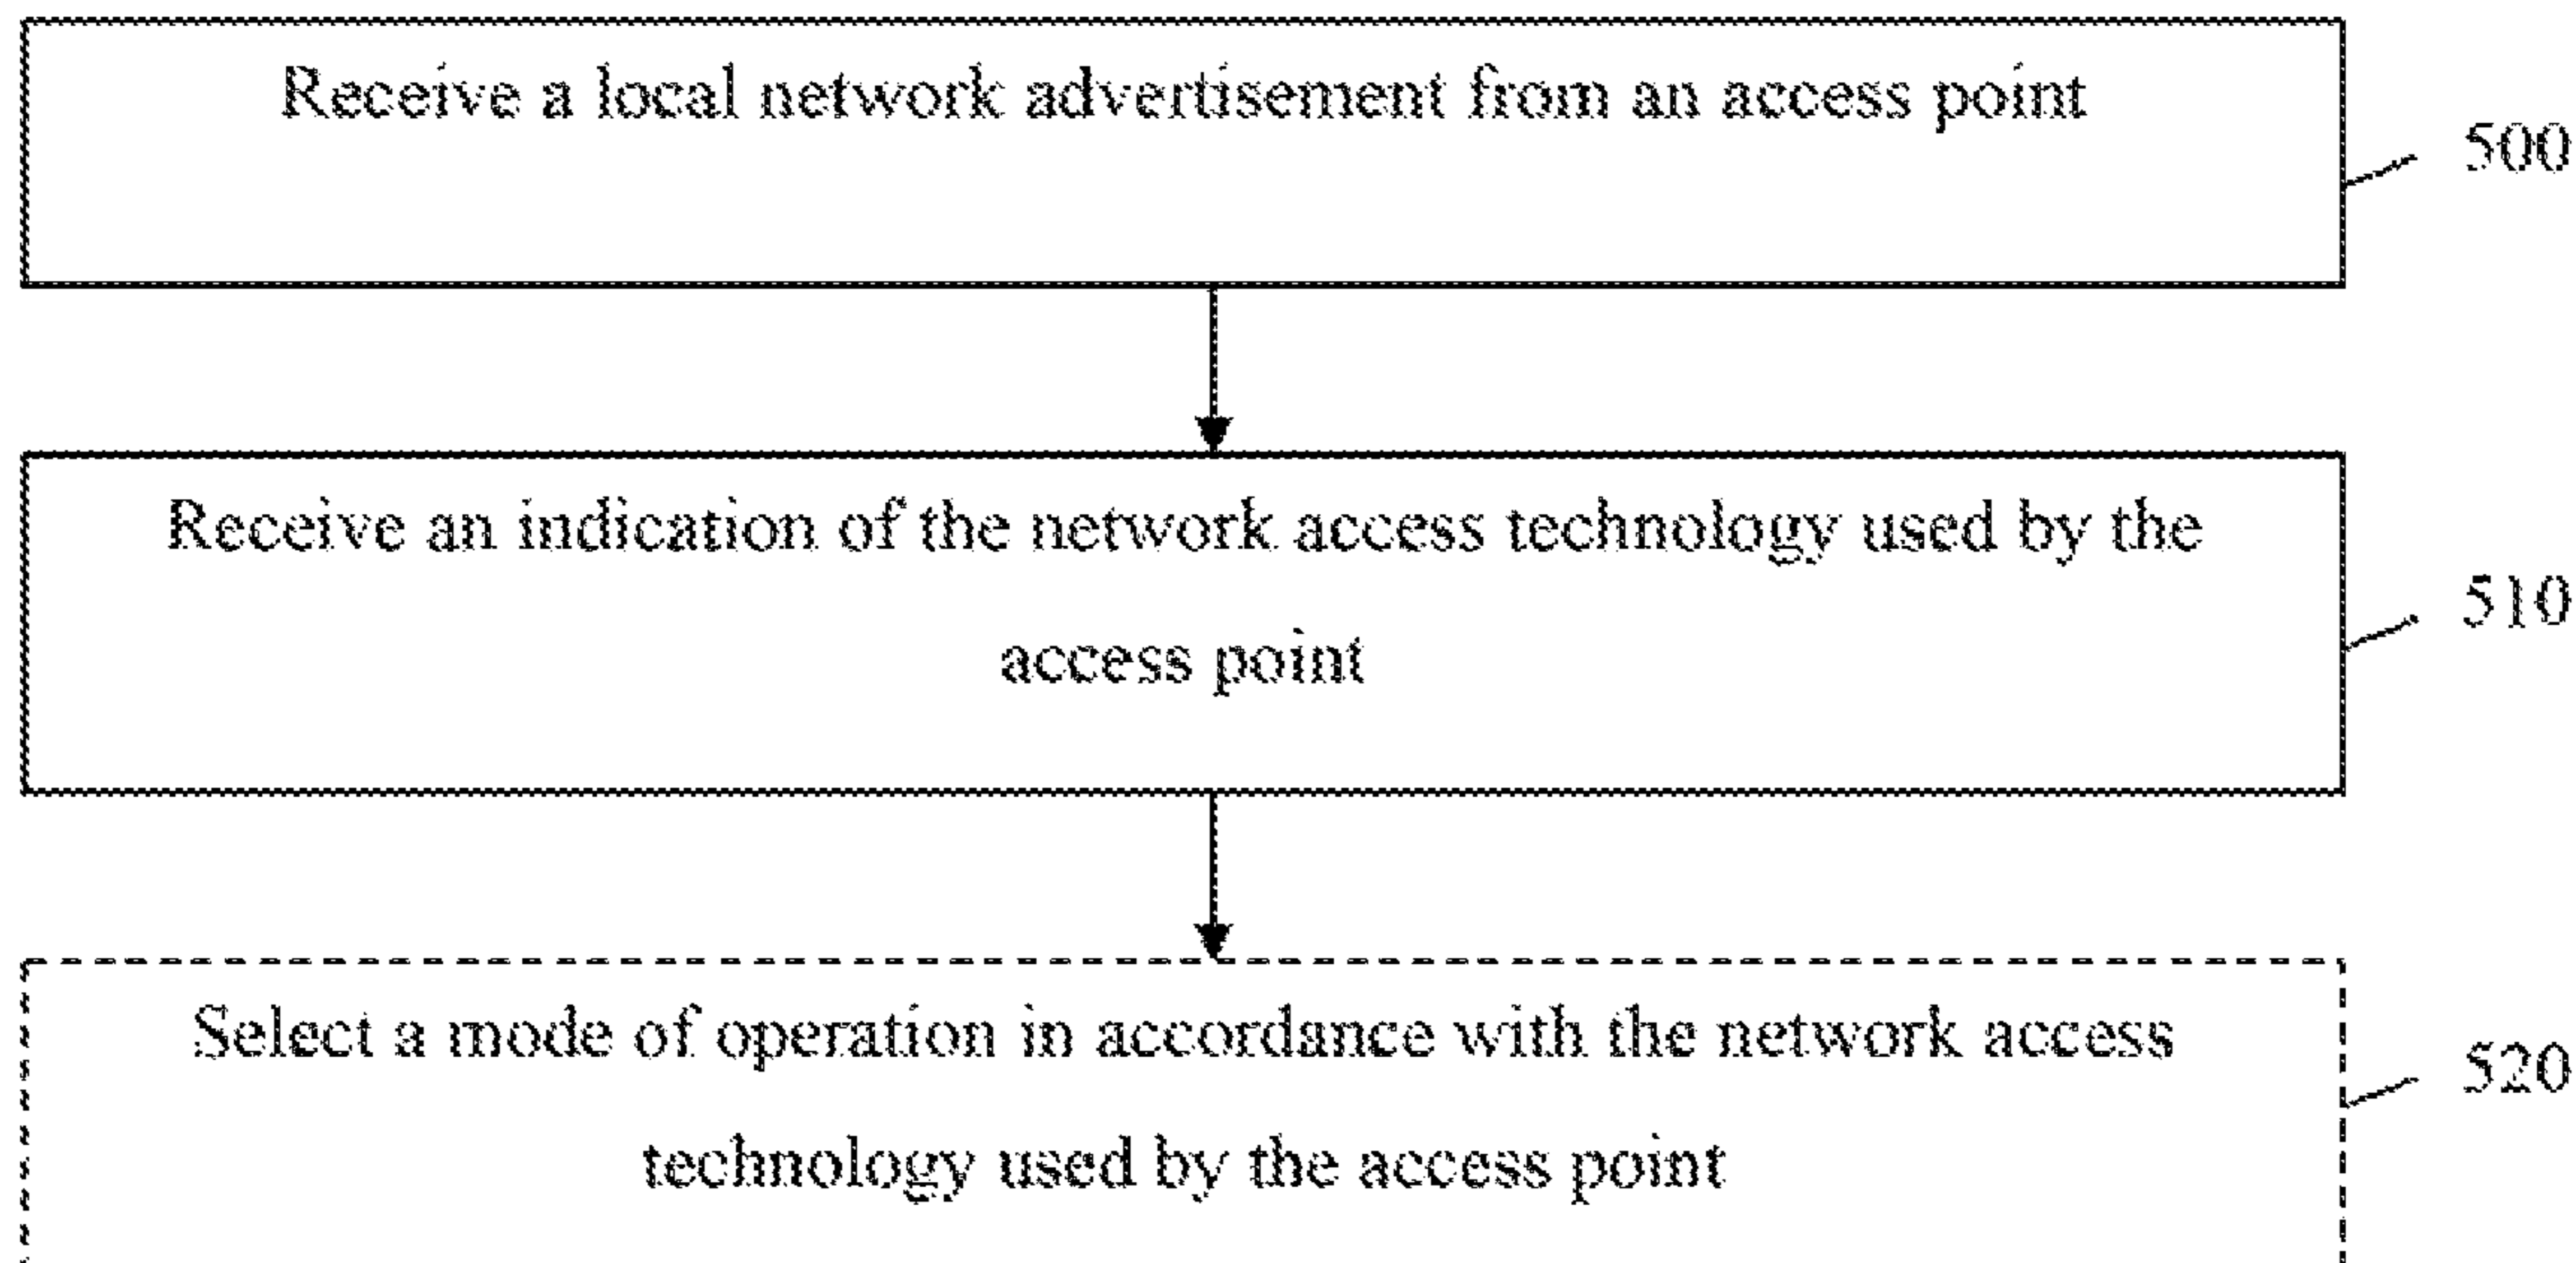 Receive a local network advertisement from an access point
500
Receive an indication of the network access technology used by the
access point
510
Select a mode of operation in accordance with the network access
technology used by the access point
520